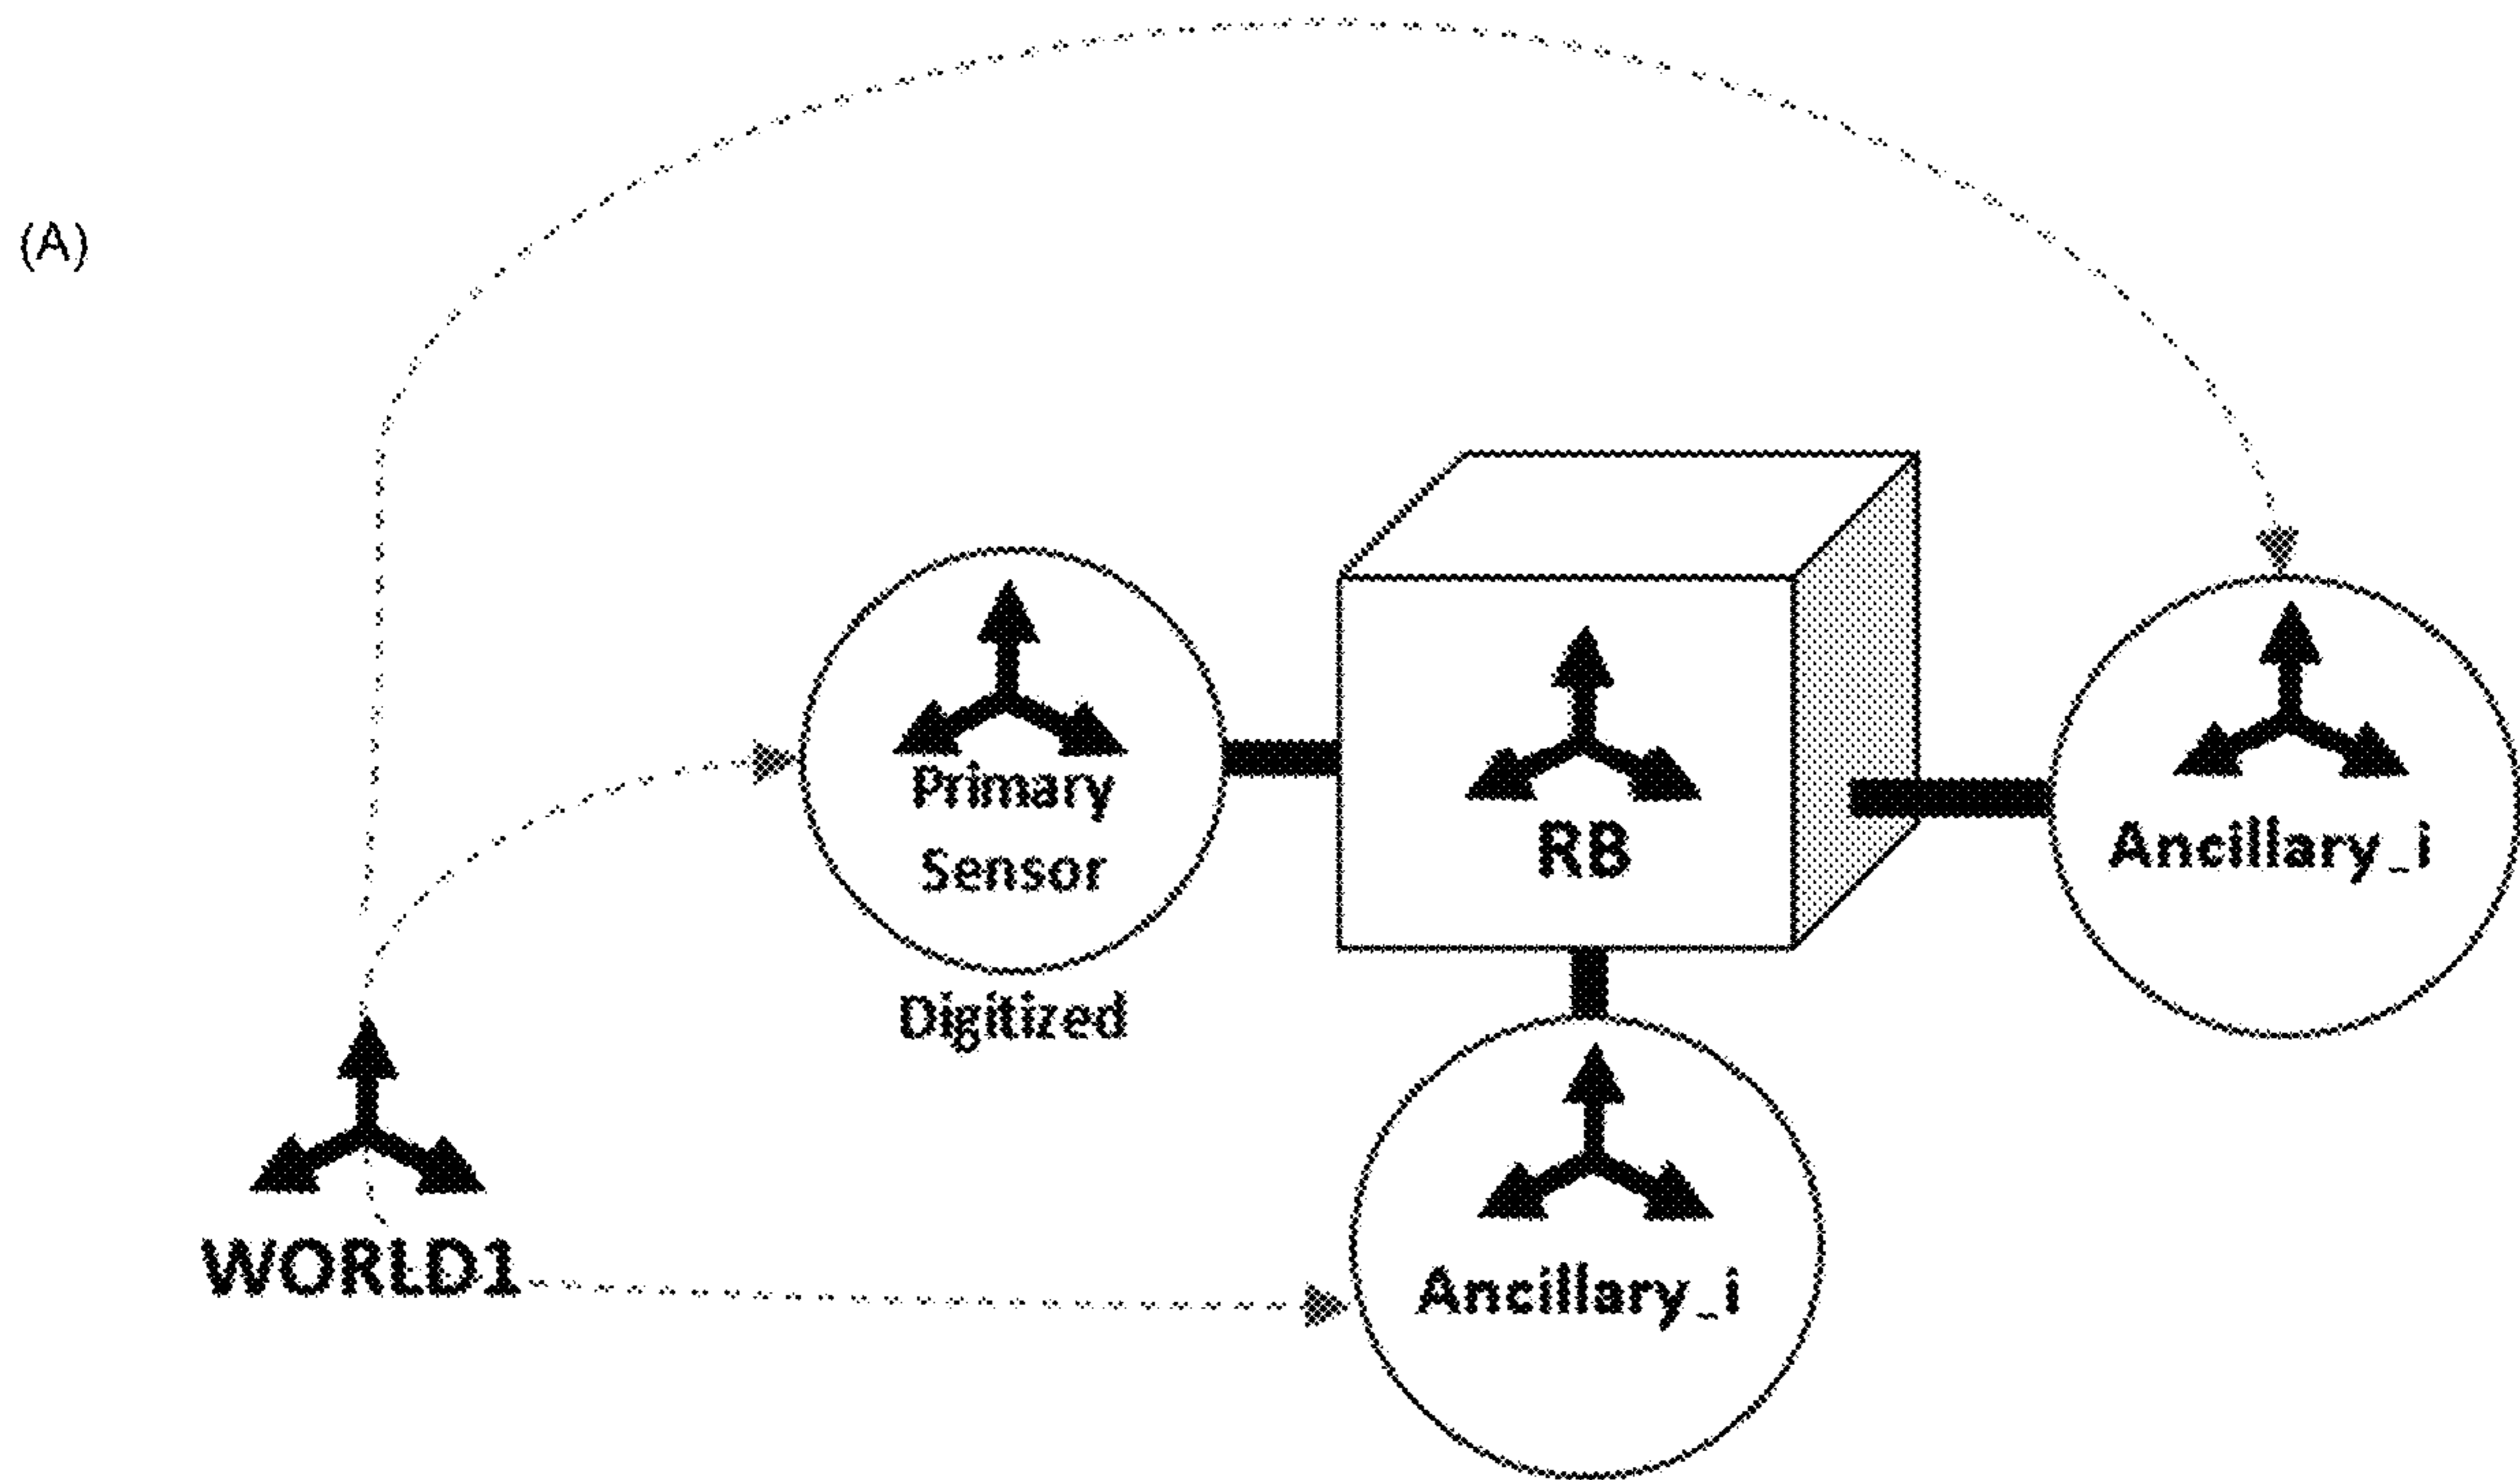 (A)
Primary
Sensor
Digitized
RB
Ancillary_i
WORLD1
Ancillary_i